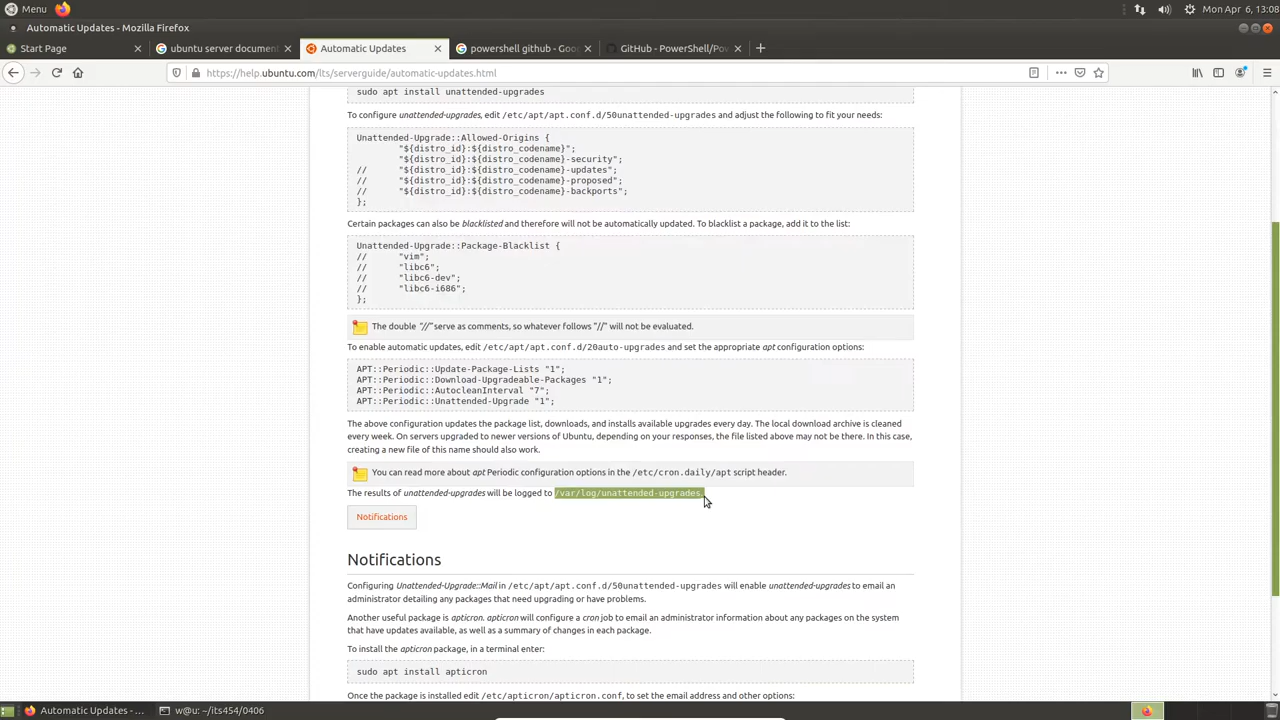 Menu
Mon Apr 6, 13:08
Automatic Updates - Mozilla Firefox
Start Page
ubuntu server document
Automatic Updates
powershell github - Goo
GitHub - PowerShell/Pow
https://help.ubuntu.com/lts/serverguide/automatic-updates.html
sudo apt install unattended-upgrades
To configure unattended-upgrades, edit /etc/apt/apt.conf.d/50unattended-upgrades and adjust the following to fit your needs:
Unattended-Upgrade::Allowed-Origins {
"${distro_id}:${distro_codename}";
"${distro_id}:${distro_codename}-security";
// "${distro_id}:${distro_codename}-updates";
// "${distro_id}:${distro_codename}-proposed";
// "${distro_id}:${distro_codename}-backports";
};
Certain packages can also be blacklisted and therefore will not be automatically updated. To blacklist a package, add it to the list:
Unattended-Upgrade::Package-Blacklist {
// "vim";
// "libc6";
// "libc6-dev";
// "libc6-i686";
};
The double "//" serve as comments, so whatever follows "//" will not be evaluated.
To enable automatic updates, edit /etc/apt/apt.conf.d/20auto-upgrades and set the appropriate apt configuration options:
APT::Periodic::Update-Package-Lists "1";
APT::Periodic::Download-Upgradeable-Packages "1";
APT::Periodic::AutocleanInterval "7";
APT::Periodic::Unattended-Upgrade "1";
The above configuration updates the package list, downloads, and installs available upgrades every day. The local download archive is cleaned
every week. On servers upgraded to newer versions of Ubuntu, depending on your responses, the file listed above may not be there. In this case,
creating a new file of this name should also work.
You can read more about apt Periodic configuration options in the /etc/cron.daily/apt script header.
The results of unattended-upgrades will be logged to /var/log/unattended-upgrades.
Notifications
Notifications
Configuring Unattended-Upgrade::Mail in /etc/apt/apt.conf.d/50unattended-upgrades will enable unattended-upgrades to email an
administrator detailing any packages that need upgrading or have problems.
Another useful package is apticron. apticron will configure a cron job to email an administrator information about any packages on the system
that have updates available, as well as a summary of changes in each package.
To install the apticron package, in a terminal enter:
sudo apt install apticron
Once the package is installed edit /etc/apticron/apticron.conf, to set the email address and other options:
Automatic Updates - ...
w@u: ~/its454/0406